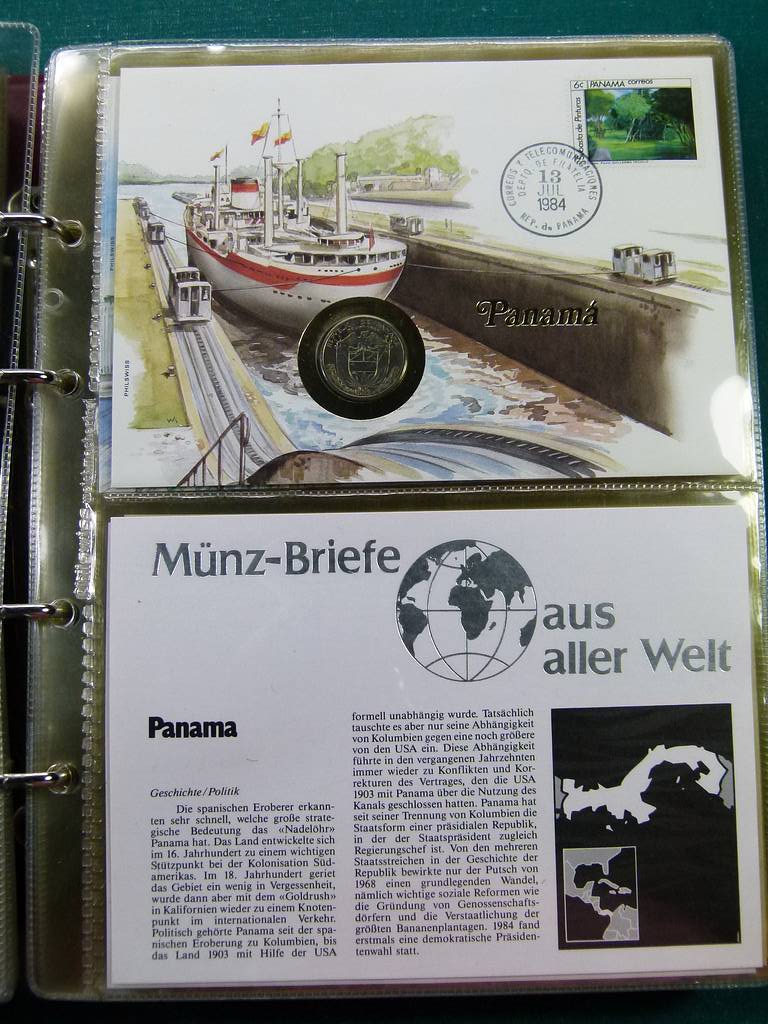 6c PANAMA correos
CORREOS Y TELECOMUNICACIONES
DEPTO. DE FILATELIA
13
JUL
1984
REP. de PANAMA
Panamá
PHILSWISS
PHILSWISS
Münz-Briefe
aus
aller Welt
Panama
Geschichte/Politik
Die spanischen Eroberer erkann-
ten sehr schnell, welche große strate-
gische Bedeutung das «Nadelöhr»
Panama hat. Das Land entwickelte sich
im 16. Jahrhundert zu einem wichtigen
Stützpunkt bei der Kolonisation Süd-
amerikas. Im 18. Jahrhundert geriet
das Gebiet ein wenig in Vergessenheit,
wurde dann aber mit dem «Goldrush»
in Kalifornien wieder zu einem Knoten-
punkt im internationalen Verkehr.
Politisch gehörte Panama seit der spa-
nischen Eroberung zu Kolumbien, bis
das Land 1903 mit Hilfe der USA
formell unabhängig wurde. Tatsächlich
tauschte es aber nur seine Abhängigkeit
von Kolumbien gegen eine noch größere
von den USA ein. Diese Abhängigkeit
führte in den vergangenen Jahrzehnten
immer wieder zu Konflikten und Kor-
rekturen des Vertrages, den die USA
1903 mit Panama über die Nutzung des
Kanals geschlossen hatten. Panama hat
seit seiner Trennung von Kolumbien die
Staatsform einer präsidialen Republik,
in der der Staatspräsident zugleich
Regierungschef ist. Von den mehreren
Staatsstreichen in der Geschichte der
Republik bewirkte nur der Putsch von
1968 einen grundlegenden Wandel,
nämlich wichtige soziale Reformen wie
die Gründung von Genossenschafts-
dörfern und die Verstaatlichung der
größten Bananenplantagen. 1984 fand
erstmals eine demokratische Präsiden-
tenwahl statt.